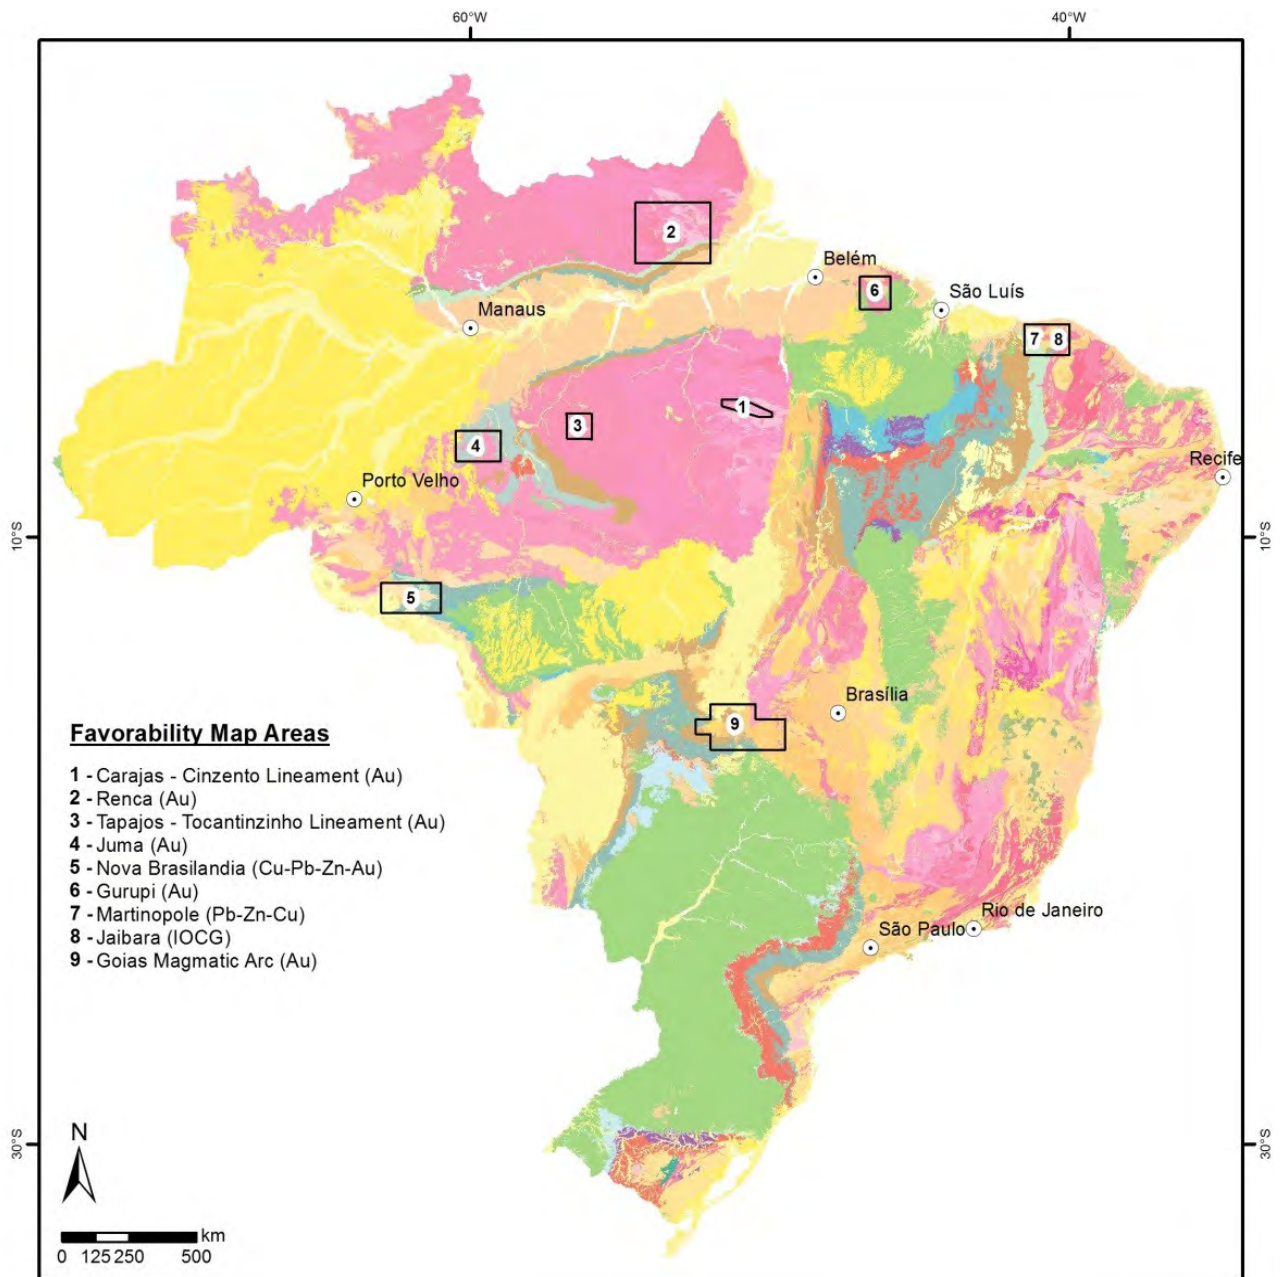 60°W
40°W
2
Belém
6
São Luís
Manaus
7
8
1
3
4
Recife
Porto Velho
10°S
10°S
5
Brasília
9
Favorability Map Areas
1 - Carajas - Cinzento Lineament (Au)
2 - Renca (Au)
3 - Tapajos - Tocantinzinho Lineament (Au)
4 - Juma (Au)
5 - Nova Brasilandia (Cu-Pb-Zn-Au)
6 - Gurupi (Au)
7 - Martinopole (Pb-Zn-Cu)
8 - Jaibara (IOCG)
9 - Goias Magmatic Arc (Au)
Rio de Janeiro
São Paulo
N
30°S
30°S
km
0 125 250 500